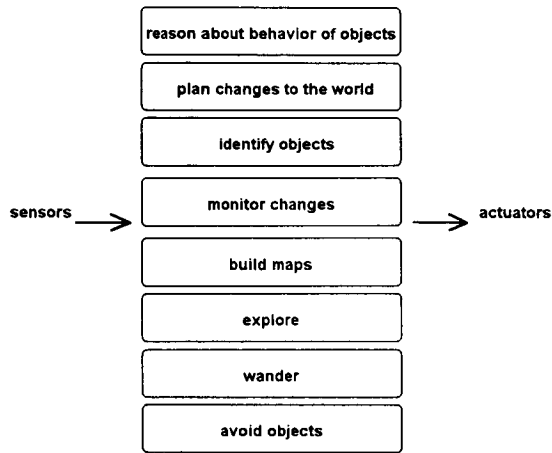 reason about behavior of objects
plan changes to the world
identify objects
sensors
monitor changes
actuators
build maps
explore
wander
avoid objects